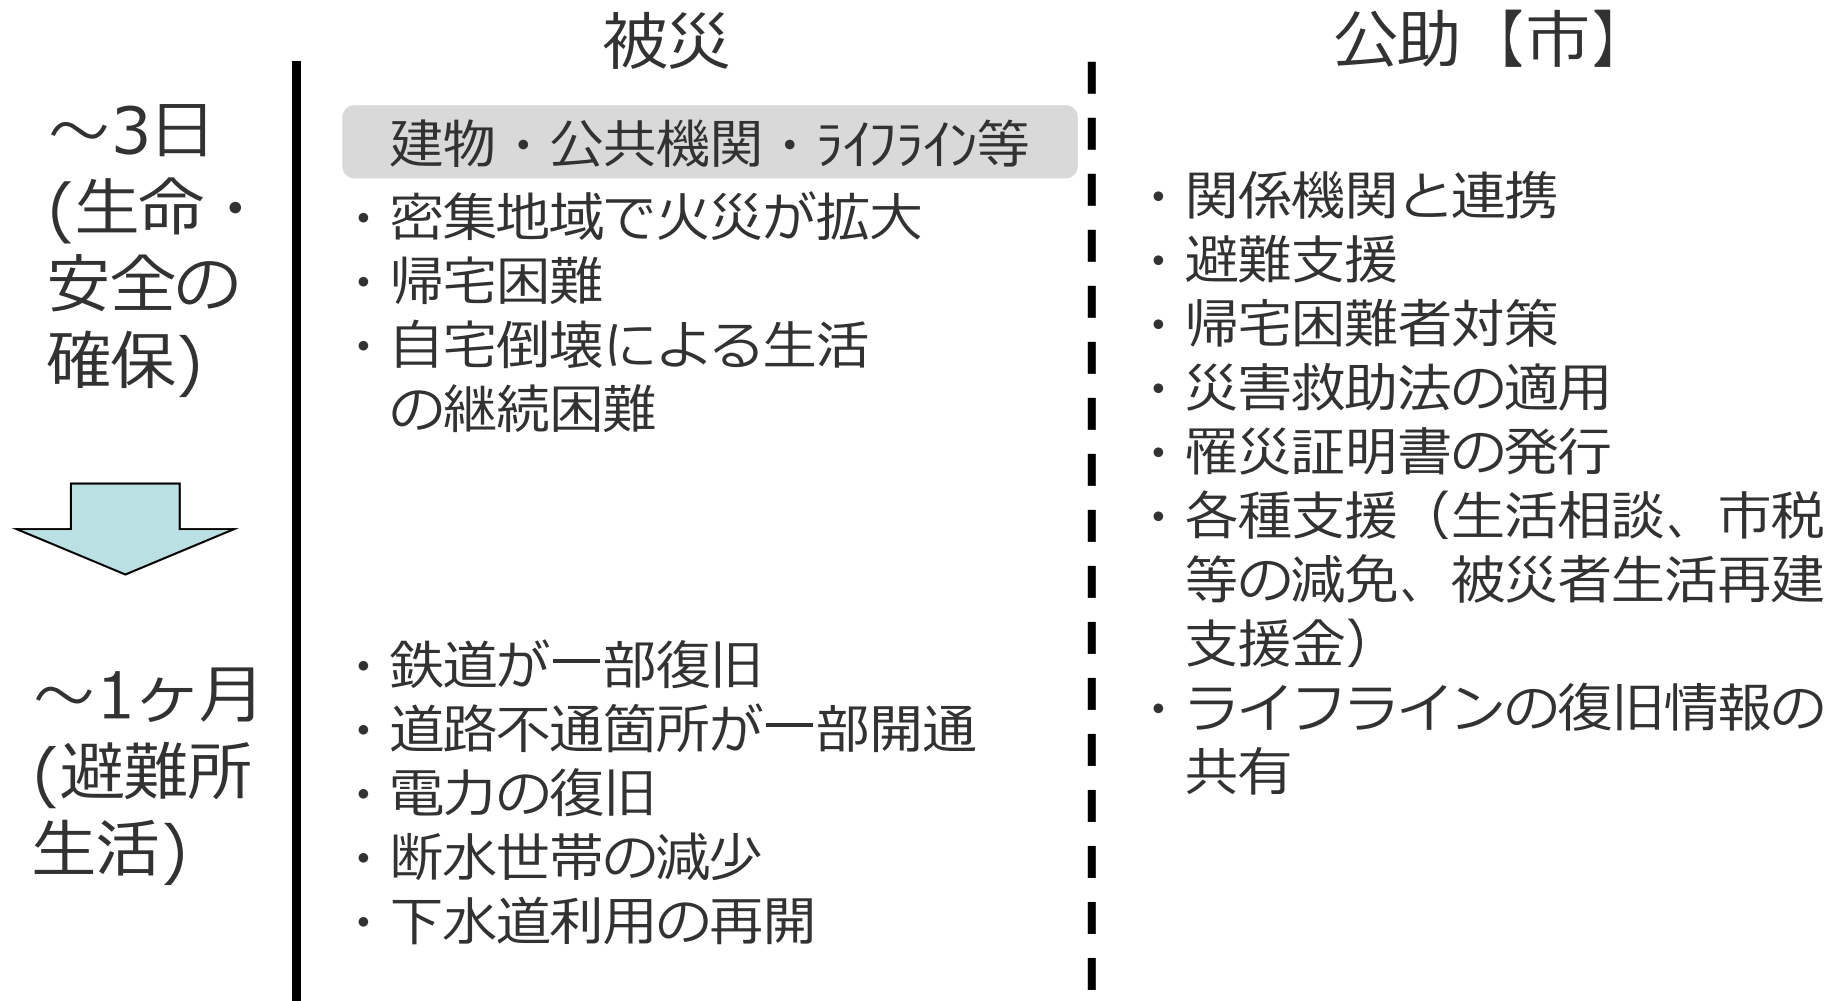 被災
公助【市】
～3日
(生命・
安全の
確保)
建物・公共機関・ﾗｲﾌﾗｲﾝ等
・密集地域で火災が拡大
・帰宅困難
・自宅倒壊による生活
の継続困難
～1ヶ月
(避難所
生活)
・鉄道が一部復旧
・道路不通箇所が一部開通
・電力の復旧
・断水世帯の減少
・下水道利用の再開
・関係機関と連携
・避難支援
・帰宅困難者対策
・災害救助法の適用
・罹災証明書の発行
・各種支援（生活相談、市税
等の減免、被災者生活再建
支援金）
・ライフラインの復旧情報の
共有